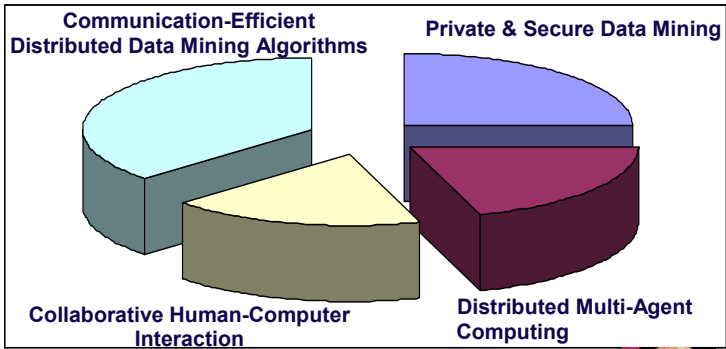 Communication-Efficient
Distributed Data Mining Algorithms
Private & Secure Data Mining
Collaborative Human-Computer
Interaction
Distributed Multi-Agent
Computing